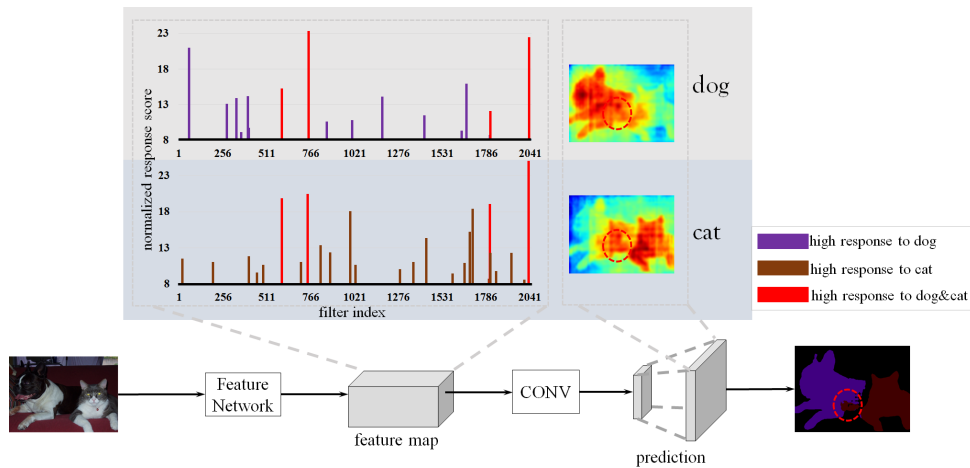 normalized response score
23
18
13
8
1 256 511 766 1021 1276 1531 1786 2041
dog
23
18
13
8
1 256 511 766 1021 1276 1531 1786 2041
filter index
cat
high response to dog
high response to cat
high response to dog&cat
Feature
Network
feature map
CONV
prediction